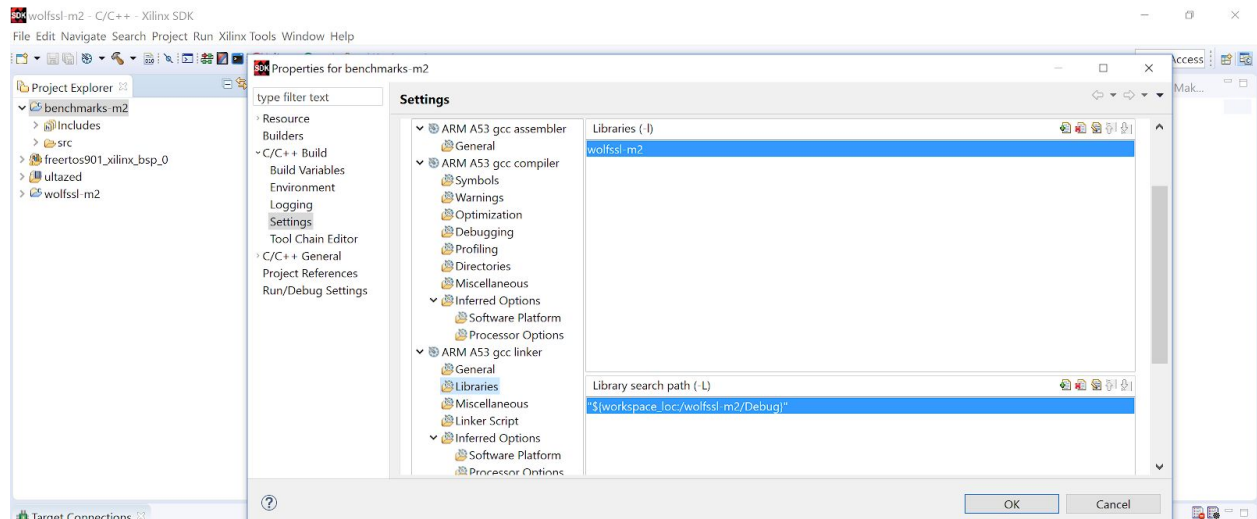 SDK wolfssl-m2 - C/C++ - Xilinx SDK
File Edit Navigate Search Project Run Xilinx Tools Window Help
Access
Project Explorer
benchmarks-m2
Includes
src
freertos901_xilinx_bsp_0
ultazed
wolfssl-m2
Target Connections
Mak...
SDK Properties for benchmarks-m2
type filter text
Resource
Builders
C/C++ Build
Build Variables
Environment
Logging
Settings
Tool Chain Editor
C/C++ General
Project References
Run/Debug Settings
Settings
ARM A53 gcc assembler
General
ARM A53 gcc compiler
Symbols
Warnings
Optimization
Debugging
Profiling
Directories
Miscellaneous
Inferred Options
Software Platform
Processor Options
ARM A53 gcc linker
General
Libraries
Miscellaneous
Linker Script
Inferred Options
Software Platform
Processor Options
Libraries (-l)
wolfssl-m2
Library search path (-L)
"${workspace_loc:/wolfssl-m2/Debug}"
OK
Cancel